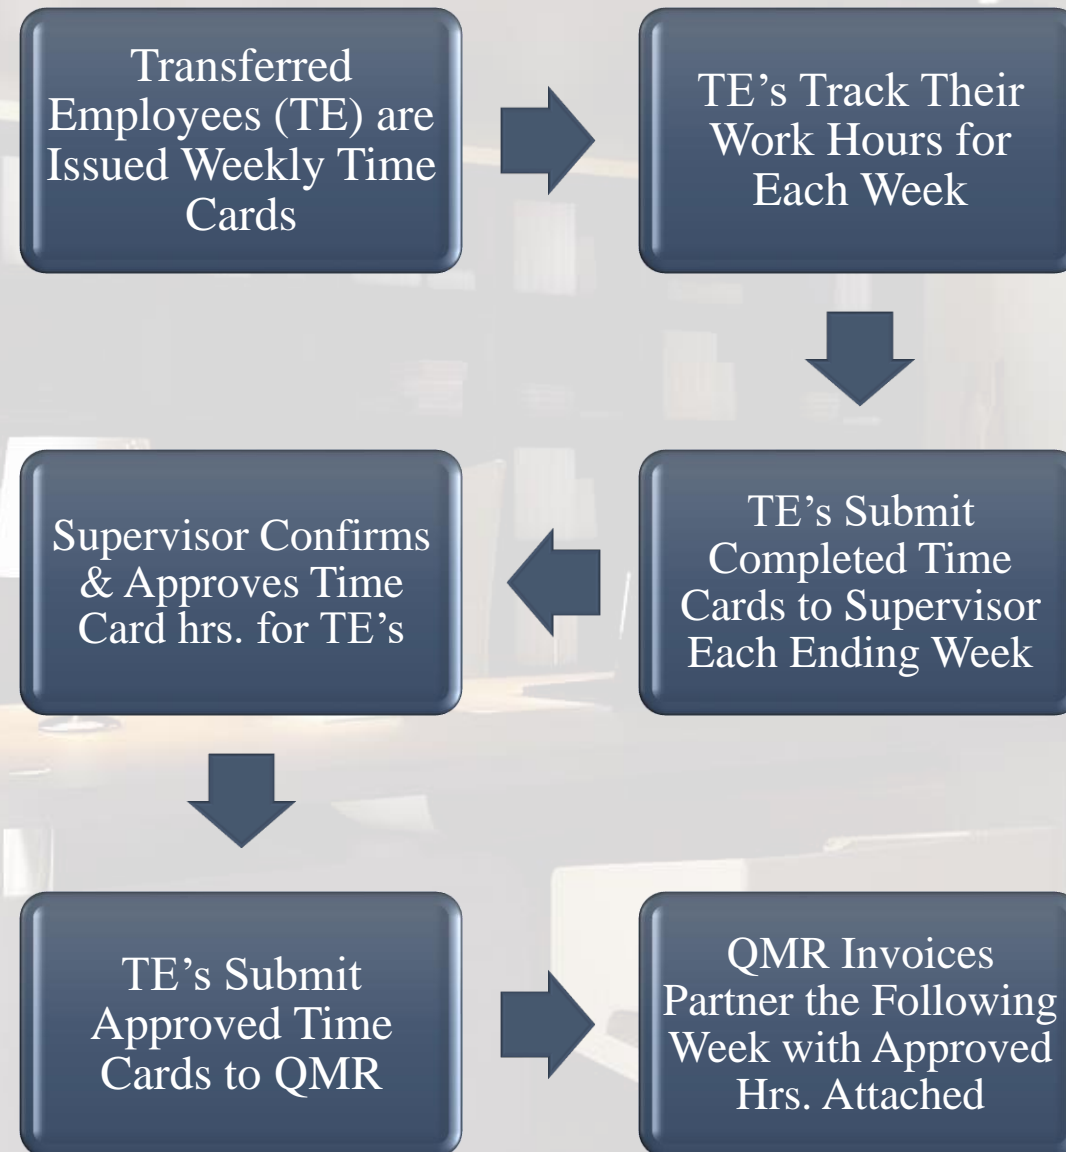 Transferred
Employees (TE) are
Issued Weekly Time
Cards
TE’s Track Their
Work Hours for
Each Week
TE’s Submit
Completed Time
Cards to Supervisor
Each Ending Week
Supervisor Confirms
& Approves Time
Card hrs. for TE’s
TE’s Submit
Approved Time
Cards to QMR
QMR Invoices
Partner the Following
Week with Approved
Hrs. Attached